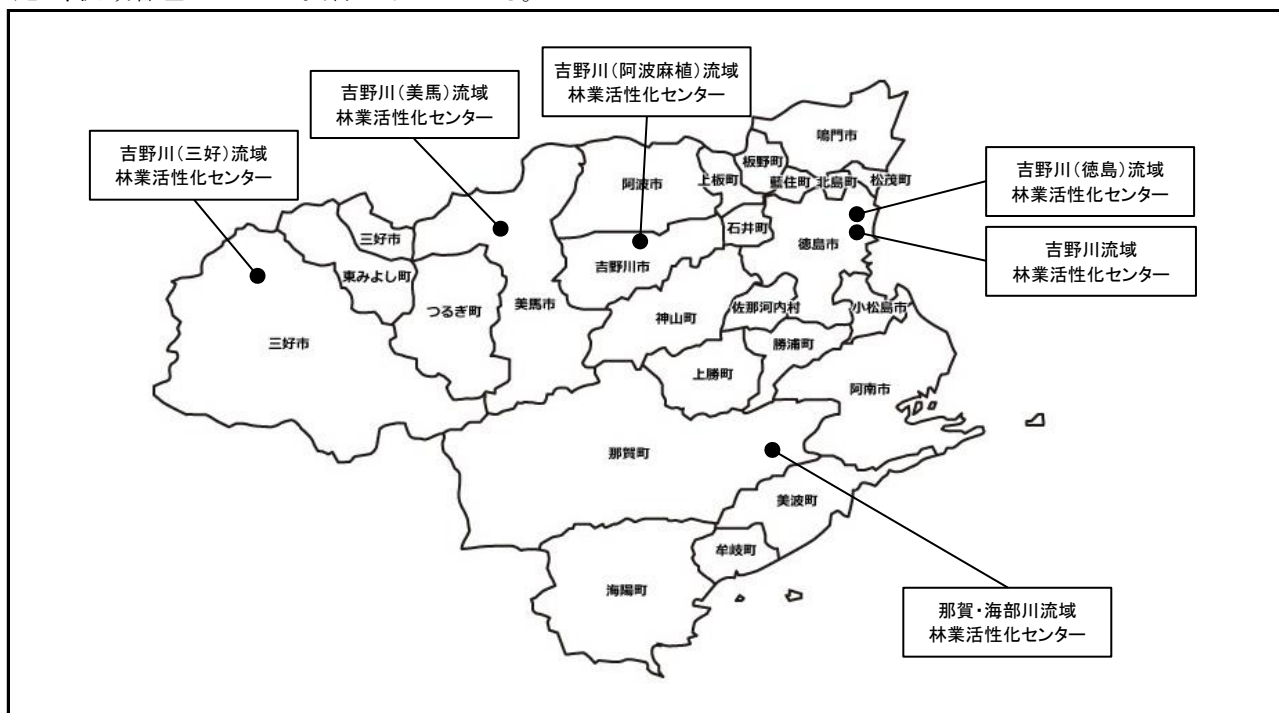 吉野川(阿波麻植)流域
林業活性化センター
吉野川(美馬)流域
林業活性化センター
吉野川(三好)流域
林業活性化センター
吉野川(徳島)流域
林業活性化センター
吉野川流域
林業活性化センター
鳴門市
板野町
上板町
藍住町
北島町
松茂町
阿波市
石井町
徳島市
三好市
吉野川市
東みよし町
つるぎ町
美馬市
神山町
佐那河内村
小松島市
三好市
勝浦町
上勝町
阿南市
那賀町
美波町
牟岐町
海陽町
那賀・海部川流域
林業活性化センター